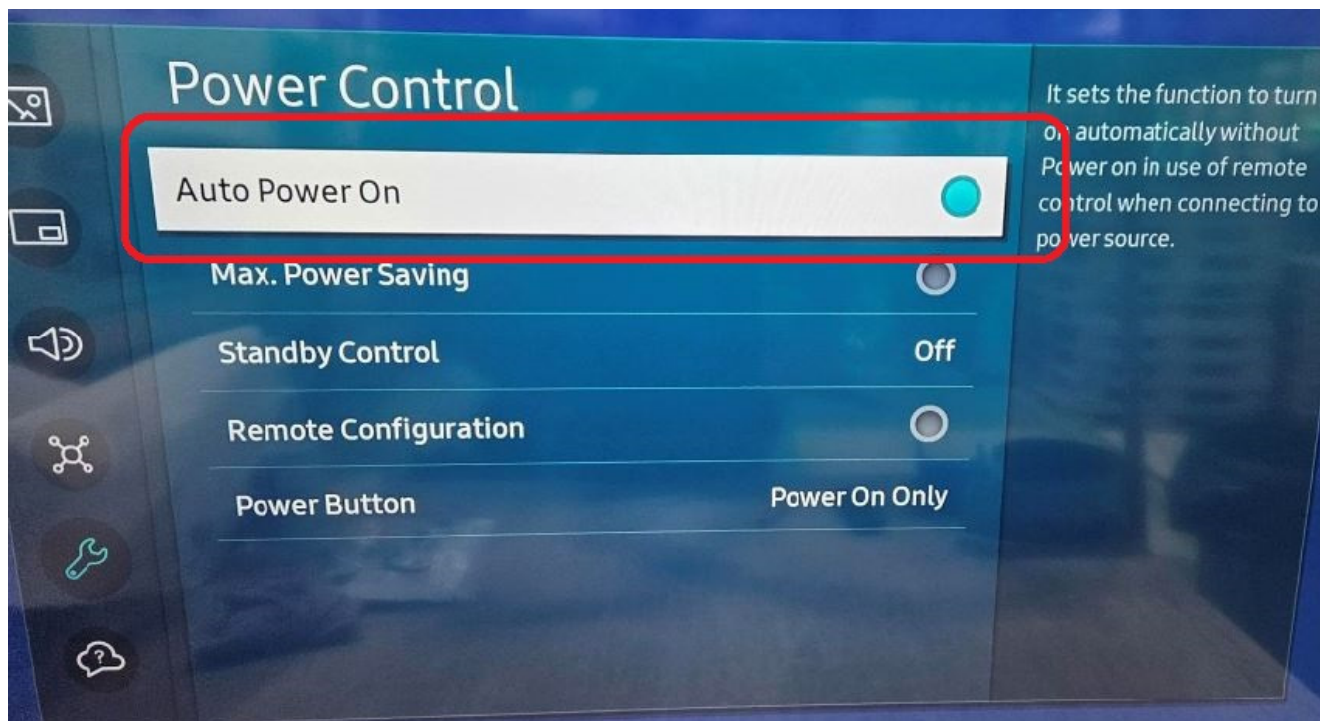 Power Control
Auto Power On
Max. Power Saving
Standby Control Off
Remote Configuration
Power Button Power On Only
It sets the function to turn
on automatically without
Power on in use of remote
control when connecting to
power source.
?